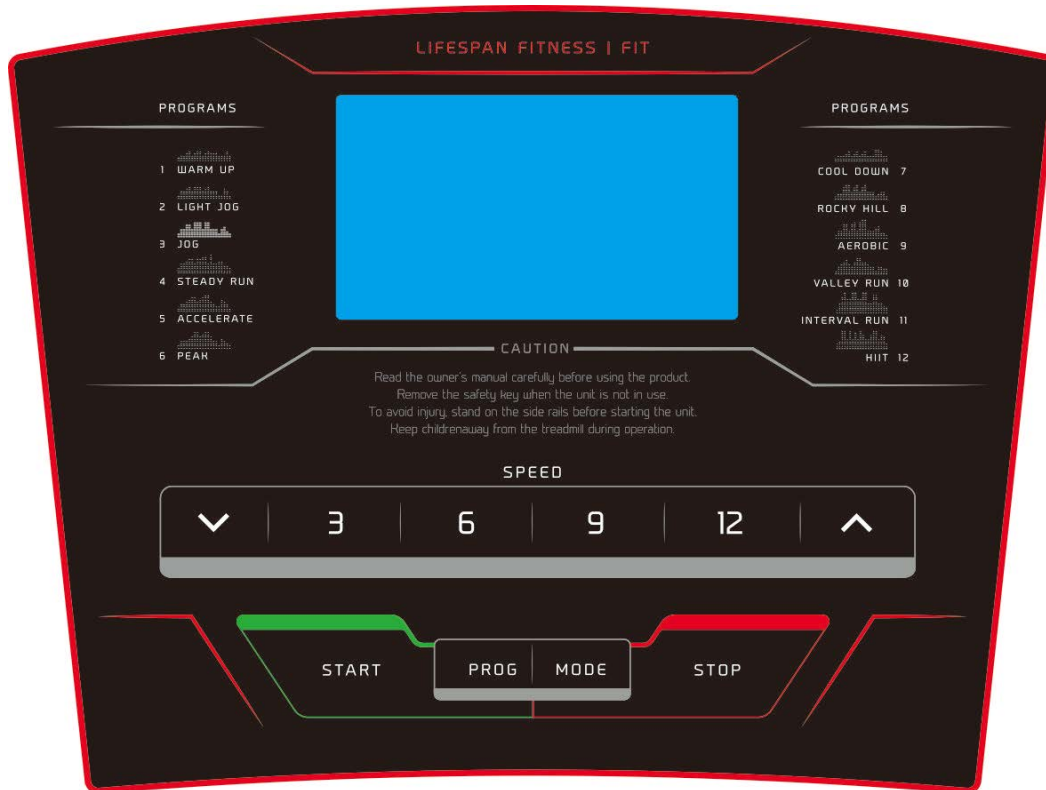 LIFESPAN FITNESS | FIT
PROGRAMS
1 WARM UP
2 LIGHT JOG
3 JOG
4 STEADY RUN
5 ACCELERATE
6 PEAK
PROGRAMS
COOL DOWN 7
ROCKY HILL 8
AEROBIC 9
VALLEY RUN 10
INTERVAL RUN 11
HIIT 12
CAUTION
Read the owner's manual carefully before using the product.
Remove the safety key when the unit is not in use.
To avoid injury, stand on the side rails before starting the unit.
Keep childrenaway from the treadmill during operation.
SPEED
3 6 9 12
START PROG MODE STOP